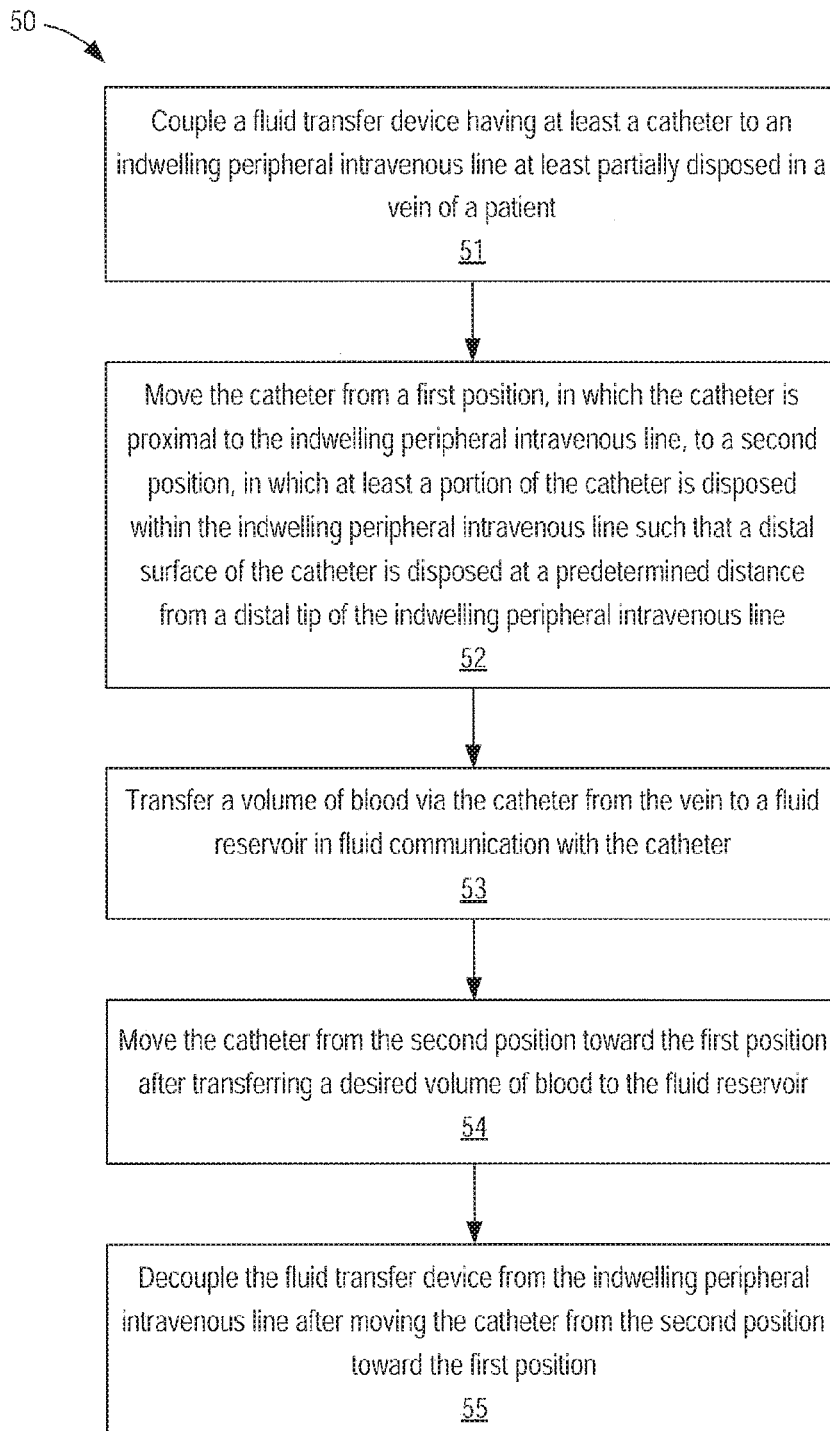 50
Couple a fluid transfer device having at least a catheter to an
indwelling peripheral intravenous line at least partially disposed in a
vein of a patient
51
Move the catheter from a first position, in which the catheter is
proximal to the indwelling peripheral intravenous line, to a second
position, in which at least a portion of the catheter is disposed
within the indwelling peripheral intravenous line such that a distal
surface of the catheter is disposed at a predetermined distance
from a distal tip of the indwelling peripheral intravenous line
52
Transfer a volume of blood via the catheter from the vein to a fluid
reservoir in fluid communication with the catheter
53
Move the catheter from the second position toward the first position
after transferring a desired volume of blood to the fluid reservoir
54
Decouple the fluid transfer device from the indwelling peripheral
intravenous line after moving the catheter from the second position
toward the first position
55